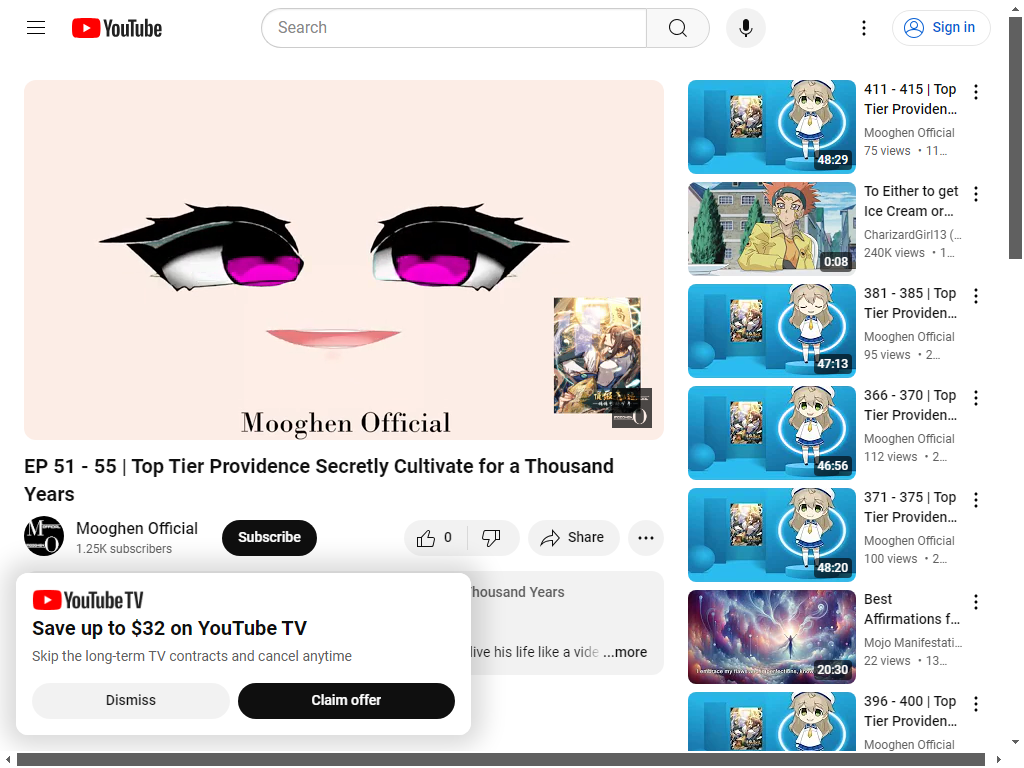 YouTube
Search
Sign in
Mooghen Official
EP 51 - 55 | Top Tier Providence Secretly Cultivate for a Thousand
Years
Mooghen Official
1.25K subscribers
Subscribe
0
Share
Thousand Years
live his life like a vide
...more
YouTube TV
Save up to $32 on YouTube TV
Skip the long-term TV contracts and cancel anytime
Dismiss
Claim offer
48:29
411 - 415 | Top
Tier Providen...
Mooghen Official
75 views • 11...
0:08
To Either to get
Ice Cream or...
CharizardGirl13 (...
240K views • 1...
47:13
381 - 385 | Top
Tier Providen...
Mooghen Official
95 views • 2...
46:56
366 - 370 | Top
Tier Providen...
Mooghen Official
112 views • 2...
48:20
371 - 375 | Top
Tier Providen...
Mooghen Official
100 views • 2...
20:30
Best
Affirmations f...
Mojo Manifestati...
22 views • 13...
396 - 400 | Top
Tier Providen...
Mooghen Official